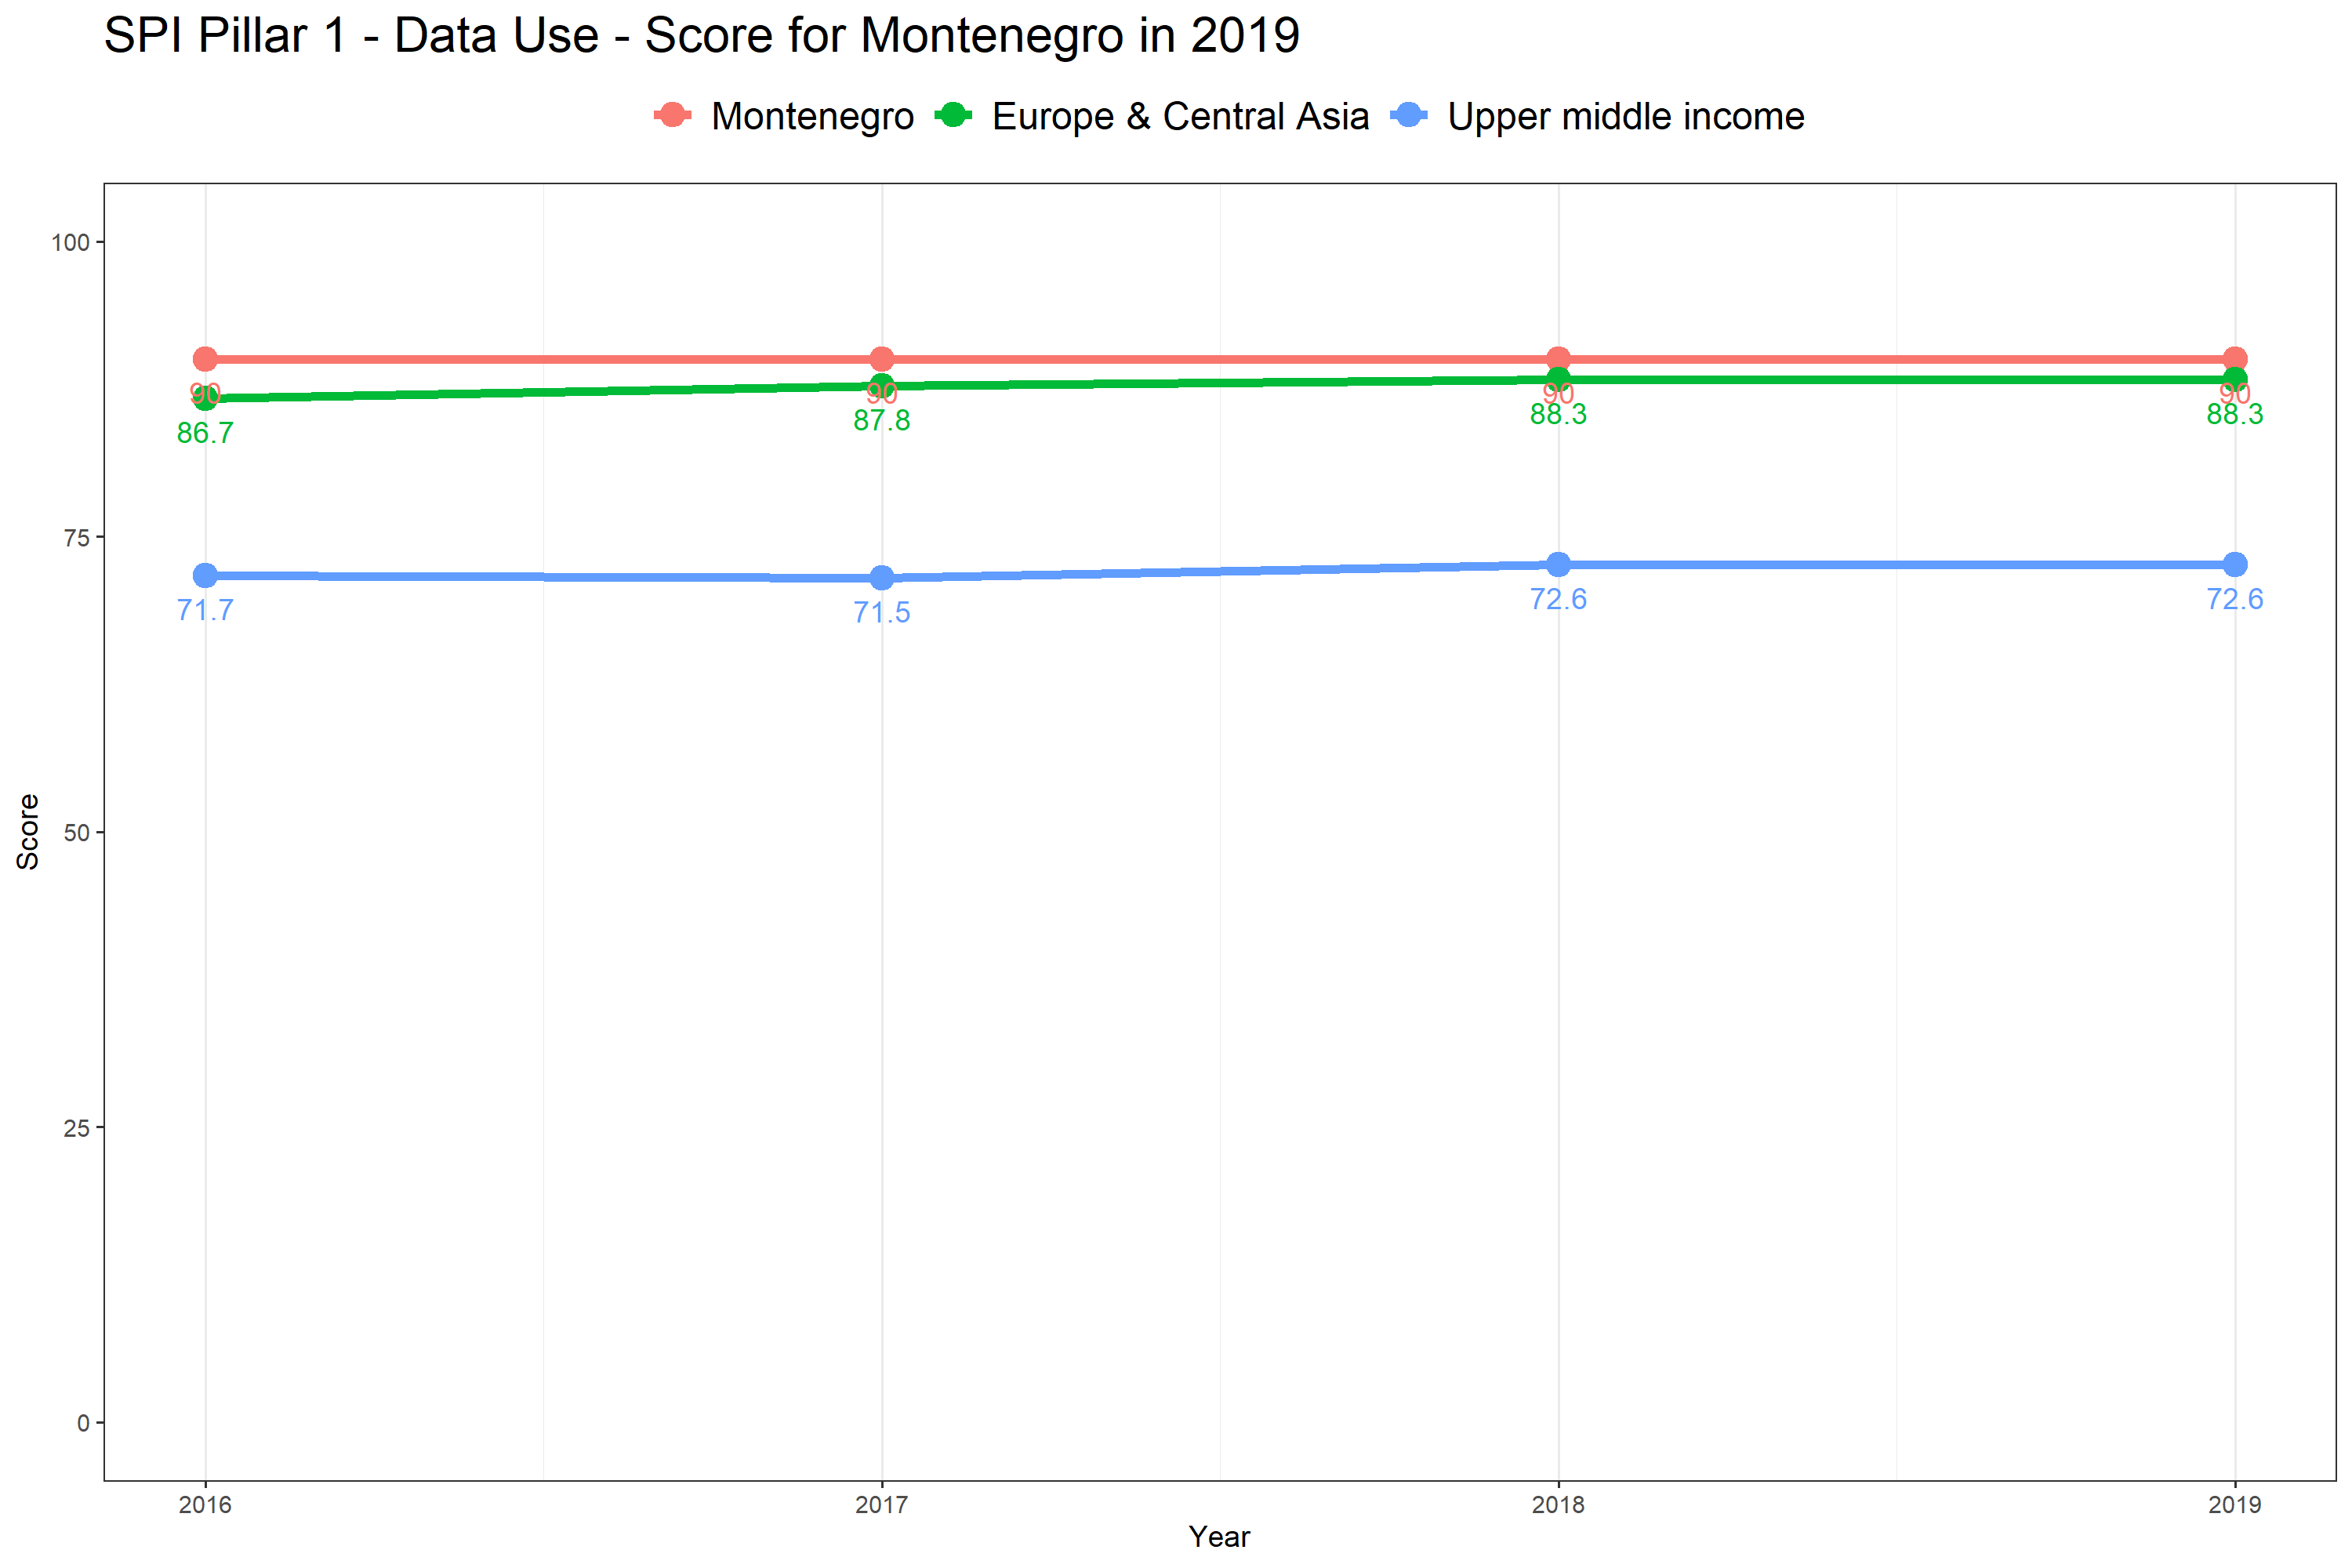 SPI Pillar 1 - Data Use - Score for Montenegro in 2019
Montenegro Europe & Central Asia Upper middle income
100
75
50
25
0
Score
90 90 90 90
86.7 87.8 88.3 88.3
71.7 71.5 72.6 72.6
2016 2017 2018 2019
Year